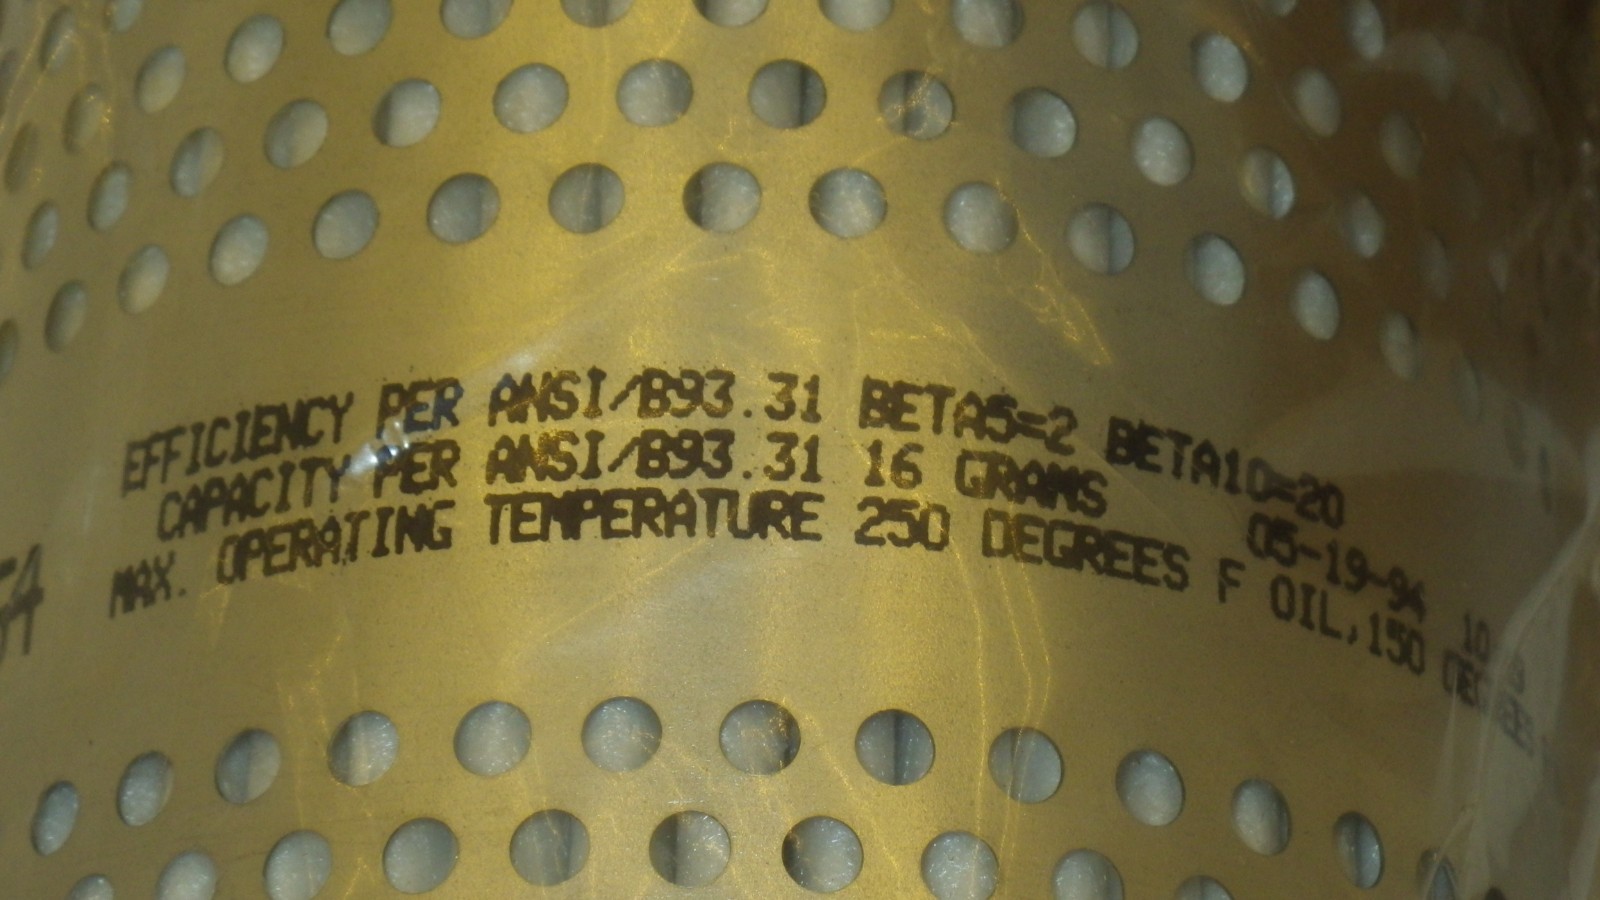 EFFICIENCY PER ANSI/B93.31 BETA5=2 BETA10=20
CAPACITY PER ANSI/B93.31 16 GRAMS 05-19-94 10
MAX. OPERATING TEMPERATURE 250 DEGREES F OIL,150